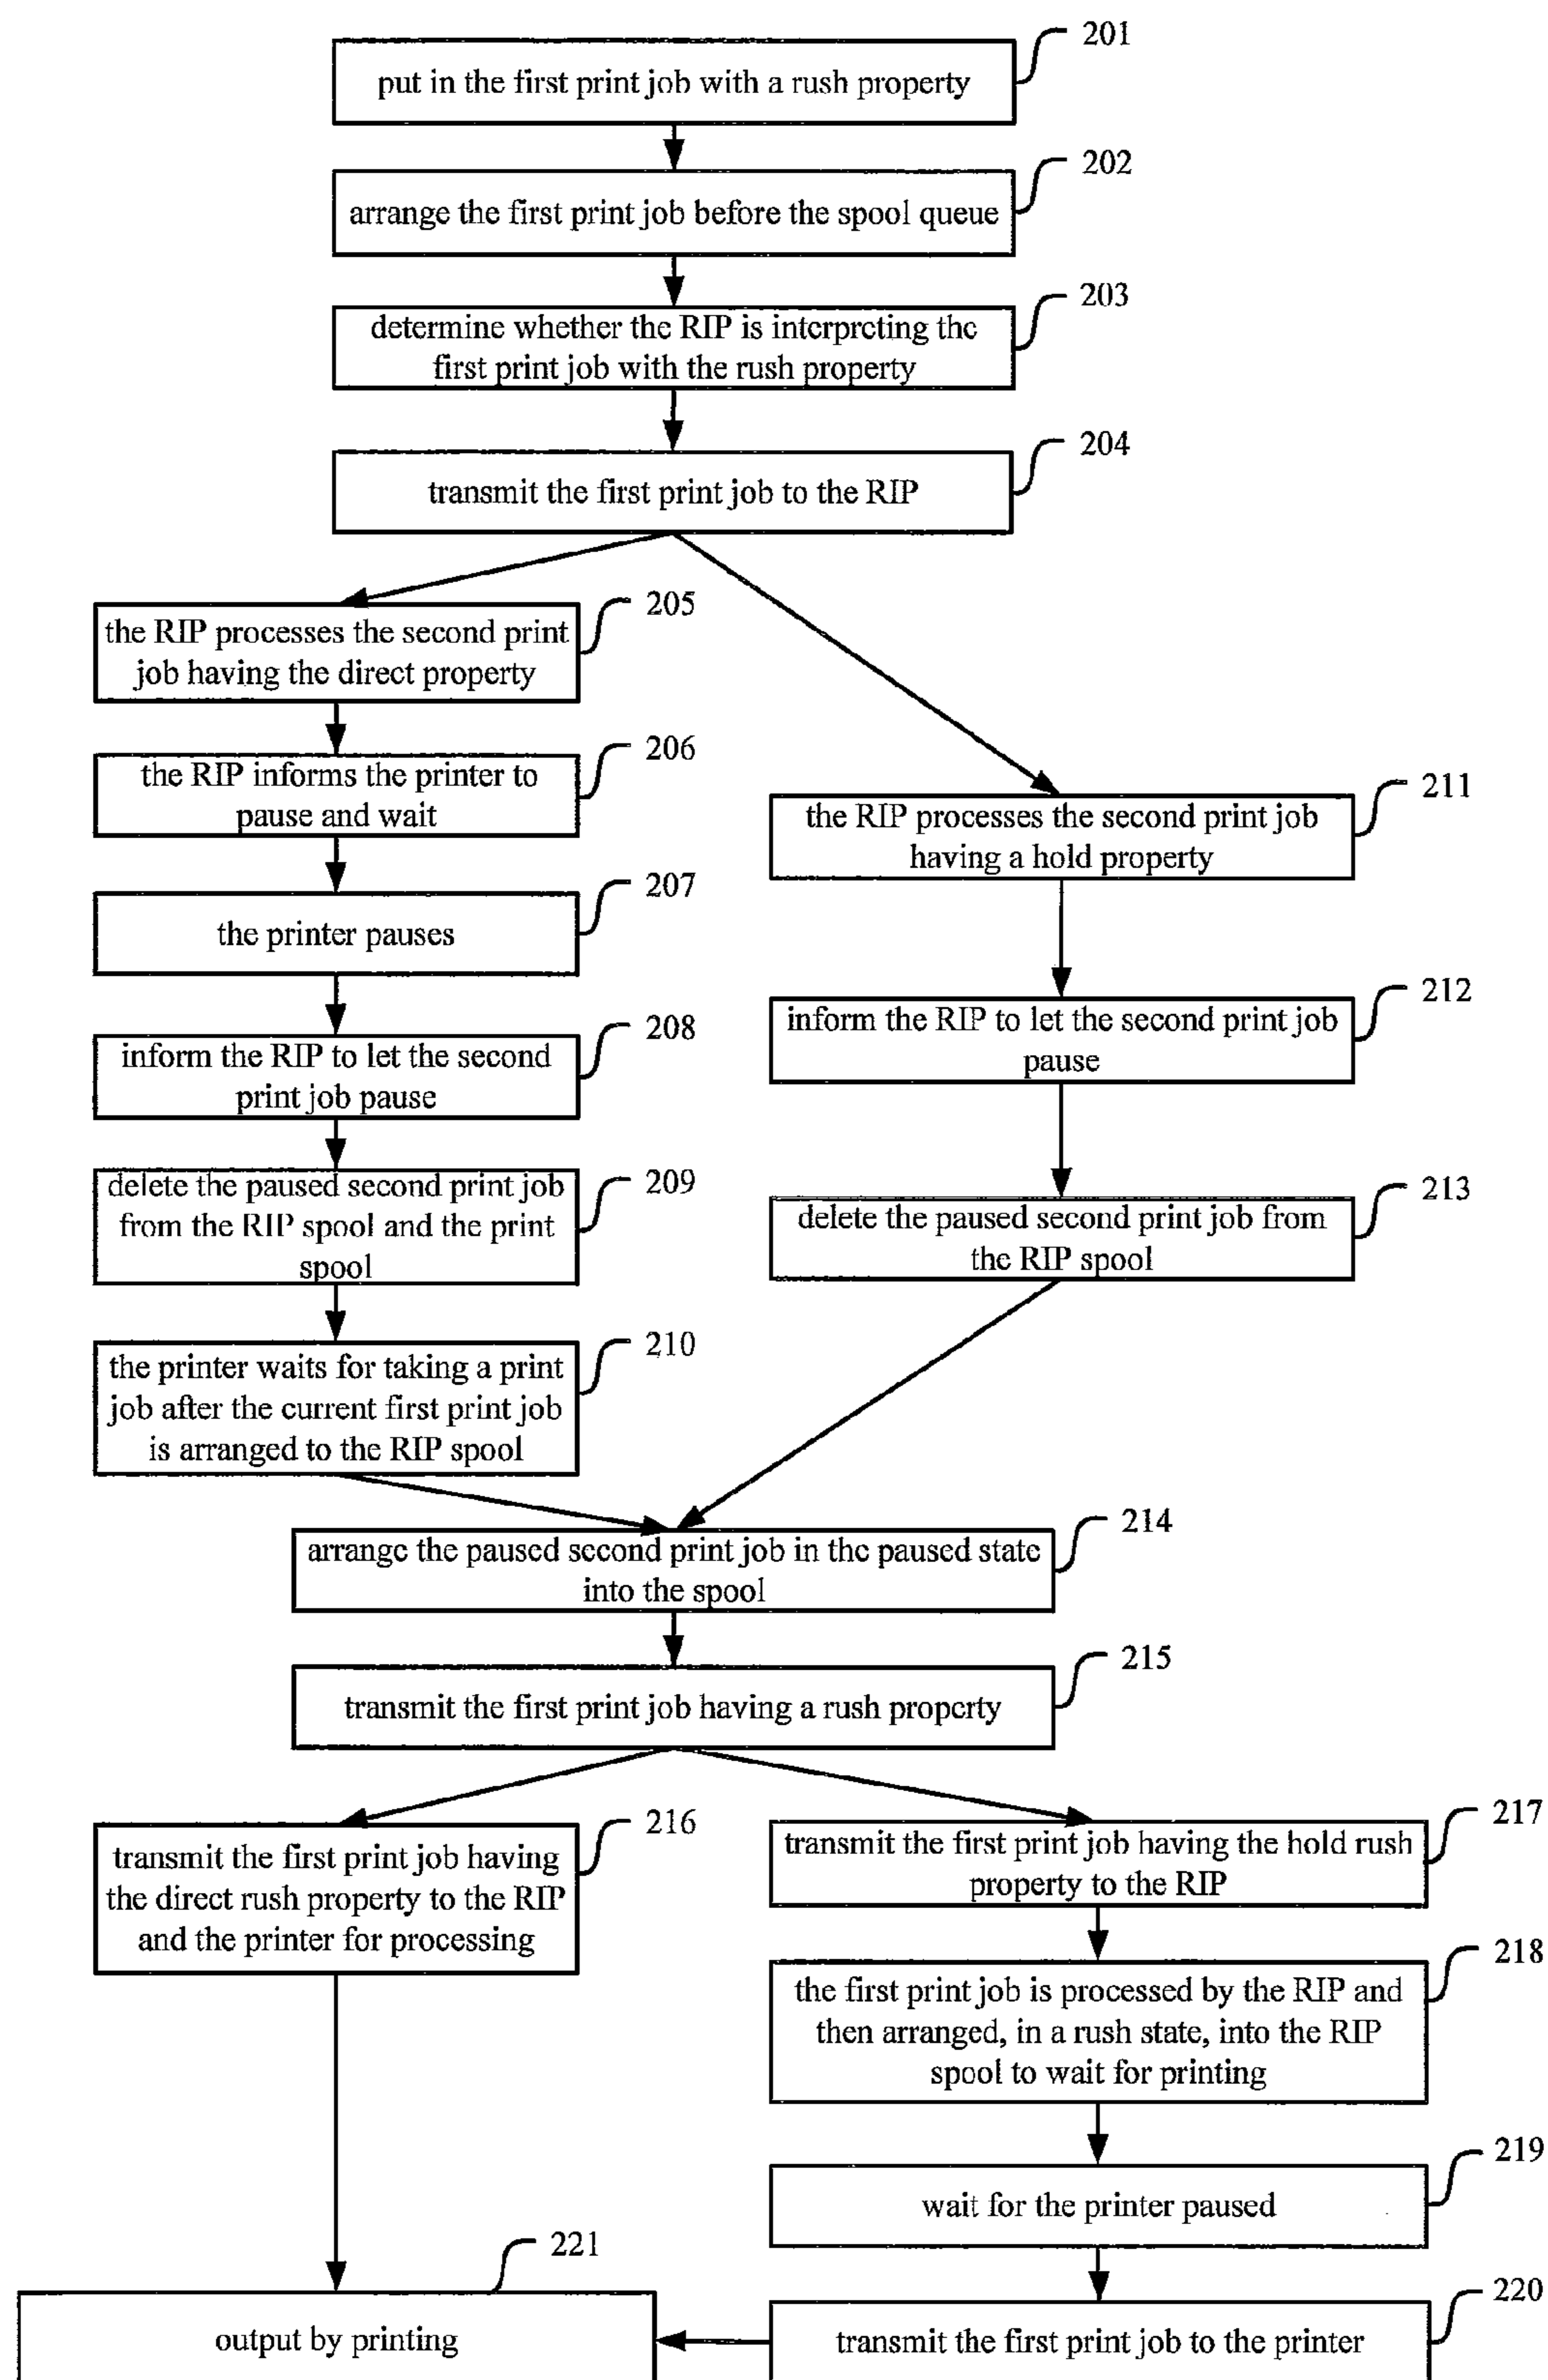 201
put in the first print job with a rush property
202
arrange the first print job before the spool queue
203
determine whether the RIP is interpreting the
first print job with the rush property
204
transmit the first print job to the RIP
205
the RIP processes the second print
job having the direct property
206
the RIP informs the printer to
pause and wait
211
the RIP processes the second print job
having a hold property
207
the printer pauses
212
inform the RIP to let the second print job
pause
208
inform the RIP to let the second
print job pause
209
delete the paused second print job
from the RIP spool and the print
spool
213
delete the paused second print job from
the RIP spool
210
the printer waits for taking a print
job after the current first print job
is arranged to the RIP spool
214
arrange the paused second print job in the paused state
into the spool
215
transmit the first print job having a rush property
216
transmit the first print job having
the direct rush property to the RIP
and the printer for processing
217
transmit the first print job having the hold rush
property to the RIP
218
the first print job is processed by the RIP and
then arranged, in a rush state, into the RIP
spool to wait for printing
219
wait for the printer paused
221
output by printing
220
transmit the first print job to the printer